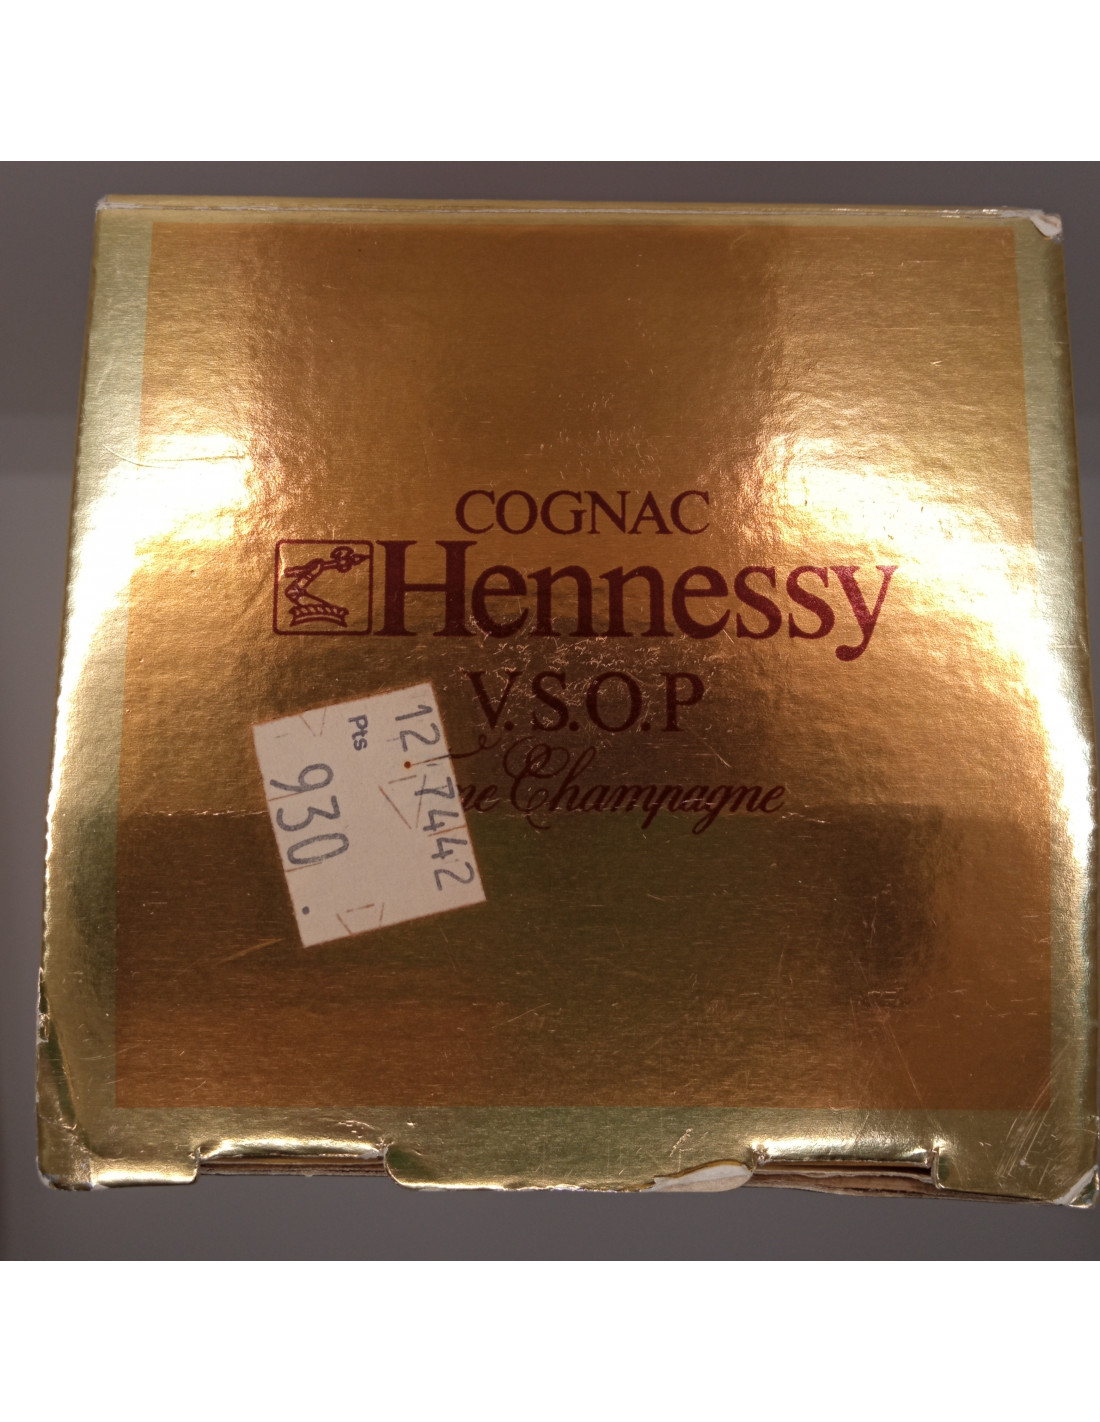 COGNAC
Hennessy
V.S.O.P
Champagne
12 7442
Pts
930.